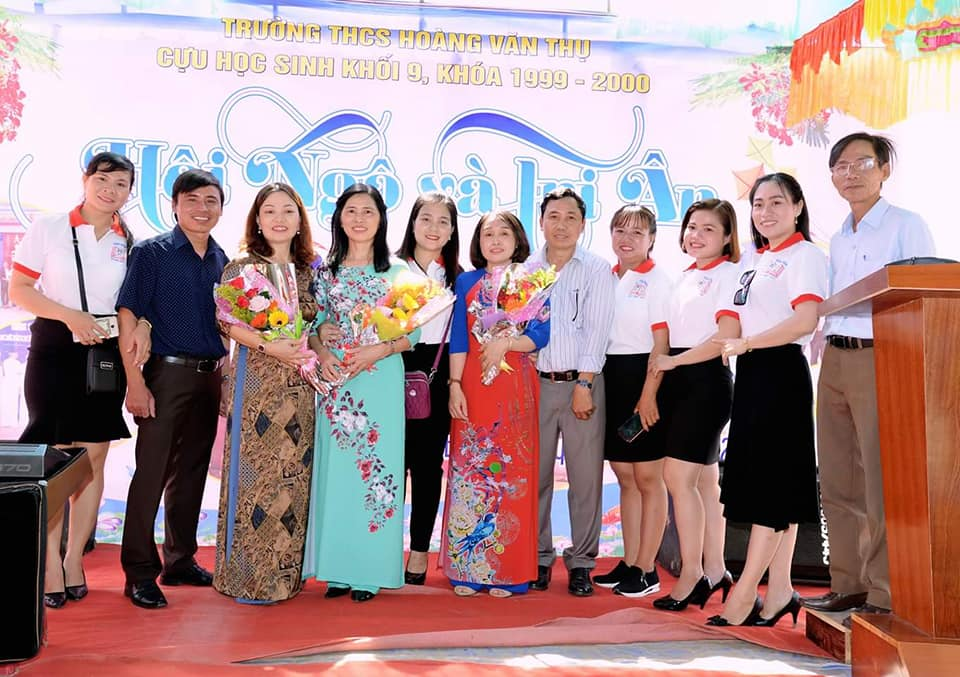 TRƯỜNG THCS HOÀNG VĂN THỤ
CỰU HỌC SINH KHỐI 9, KHÓA 1999 - 2000
Hội Ngộ và Tri Ân